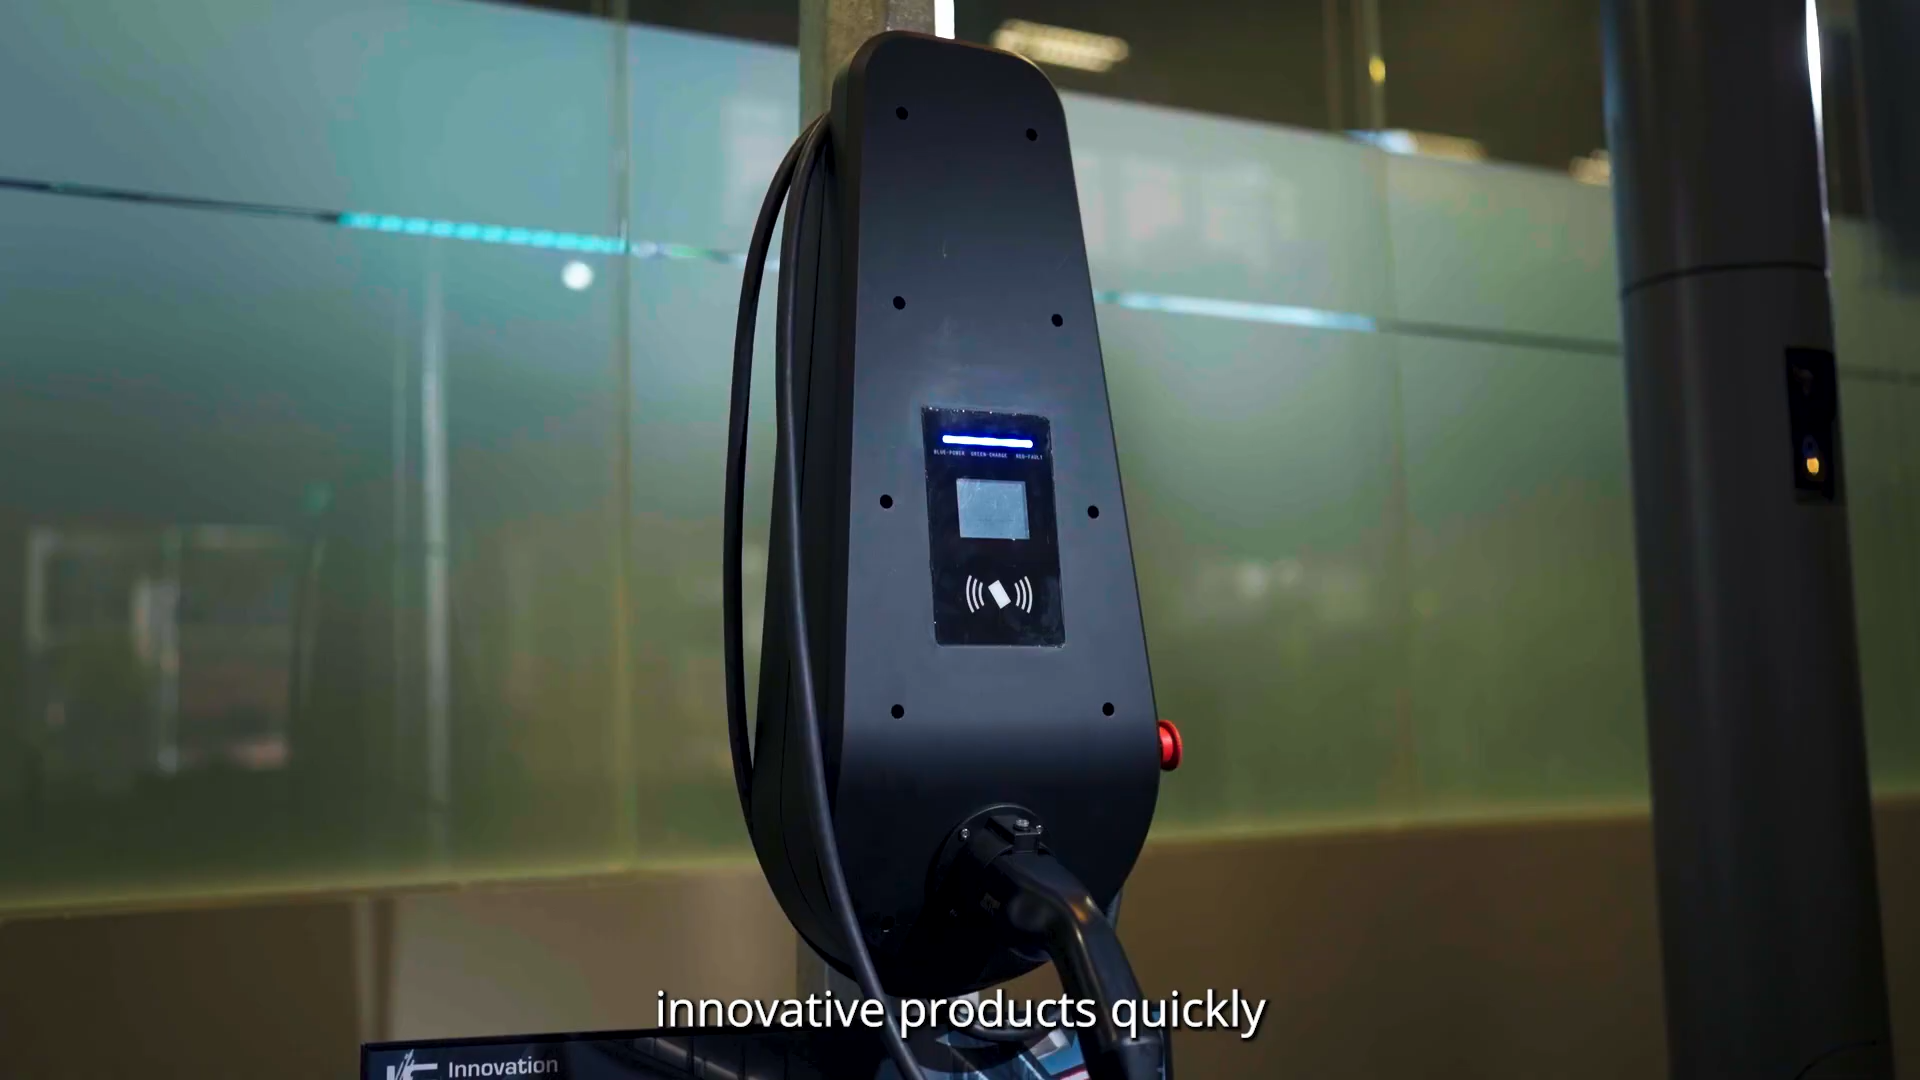 BLUE-POWER GREEN-CHARGE RED-FAULT
innovative products quickly
Innovation